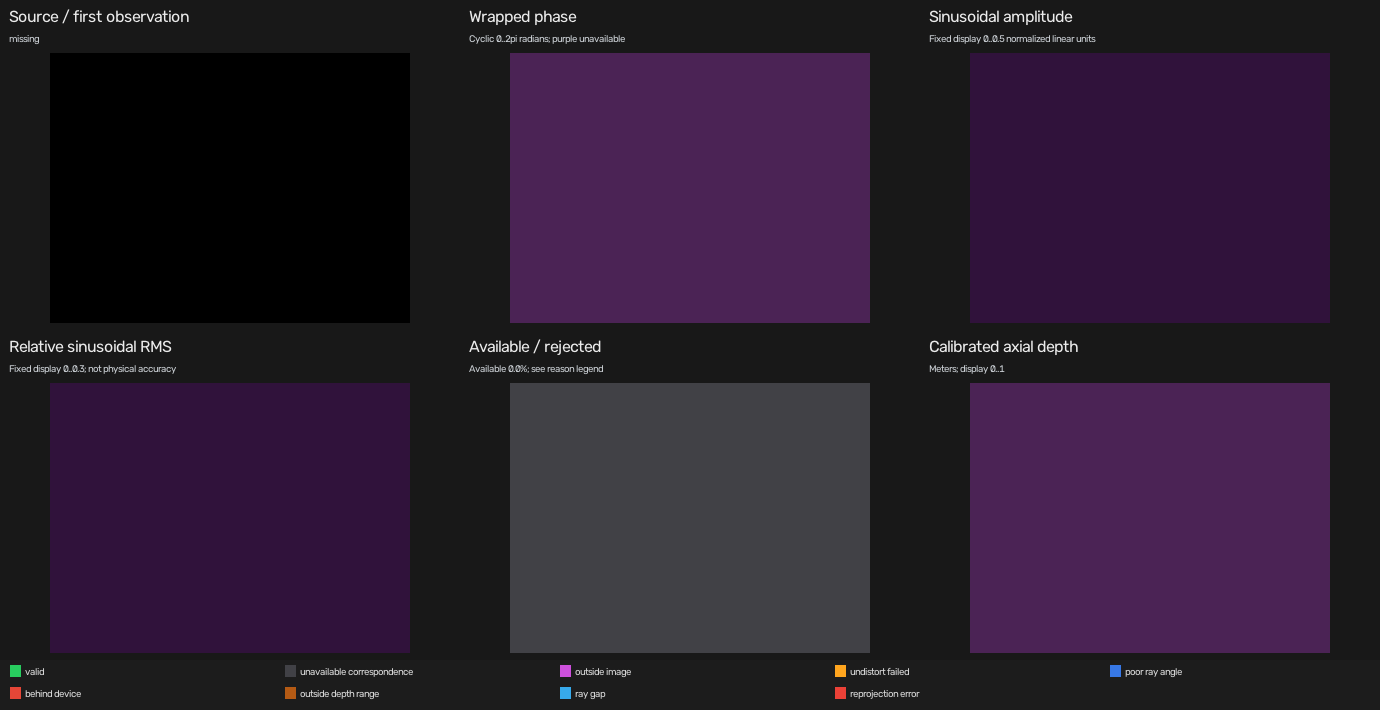 Source / first observation
missing
Wrapped phase
Cyclic 0..2pi radians; purple unavailable
Sinusoidal amplitude
Fixed display 0..0.5 normalized linear units
Relative sinusoidal RMS
Fixed display 0..0.3; not physical accuracy
Available / rejected
Available 0.0%; see reason legend
Calibrated axial depth
Meters; display 0..1
valid
unavailable correspondence
outside image
undistort failed
poor ray angle
behind device
outside depth range
ray gap
reprojection error